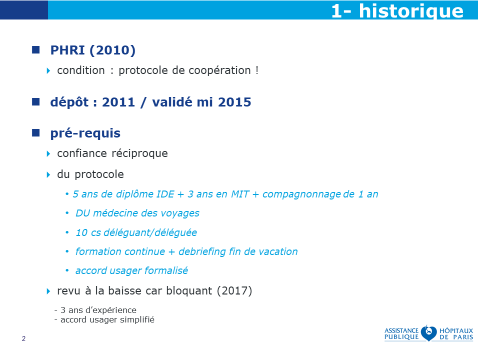 1- historique
PHRI (2010)
condition : protocole de coopération !
dépôt : 2011 / validé mi 2015
pré-requis
confiance réciproque
du protocole
• 5 ans de diplôme IDE + 3 ans en MIT + compagnonnage de 1 an
• DU médecine des voyages
• 10 cs déléguant/déléguée
• formation continue + debriefing fin de vacation
• accord usager formalisé
revu à la baisse car bloquant (2017)
- 3 ans d'expérience
- accord usager simplifié
2
ASSISTANCE HÔPITAUX
PUBLIQUE DE PARIS